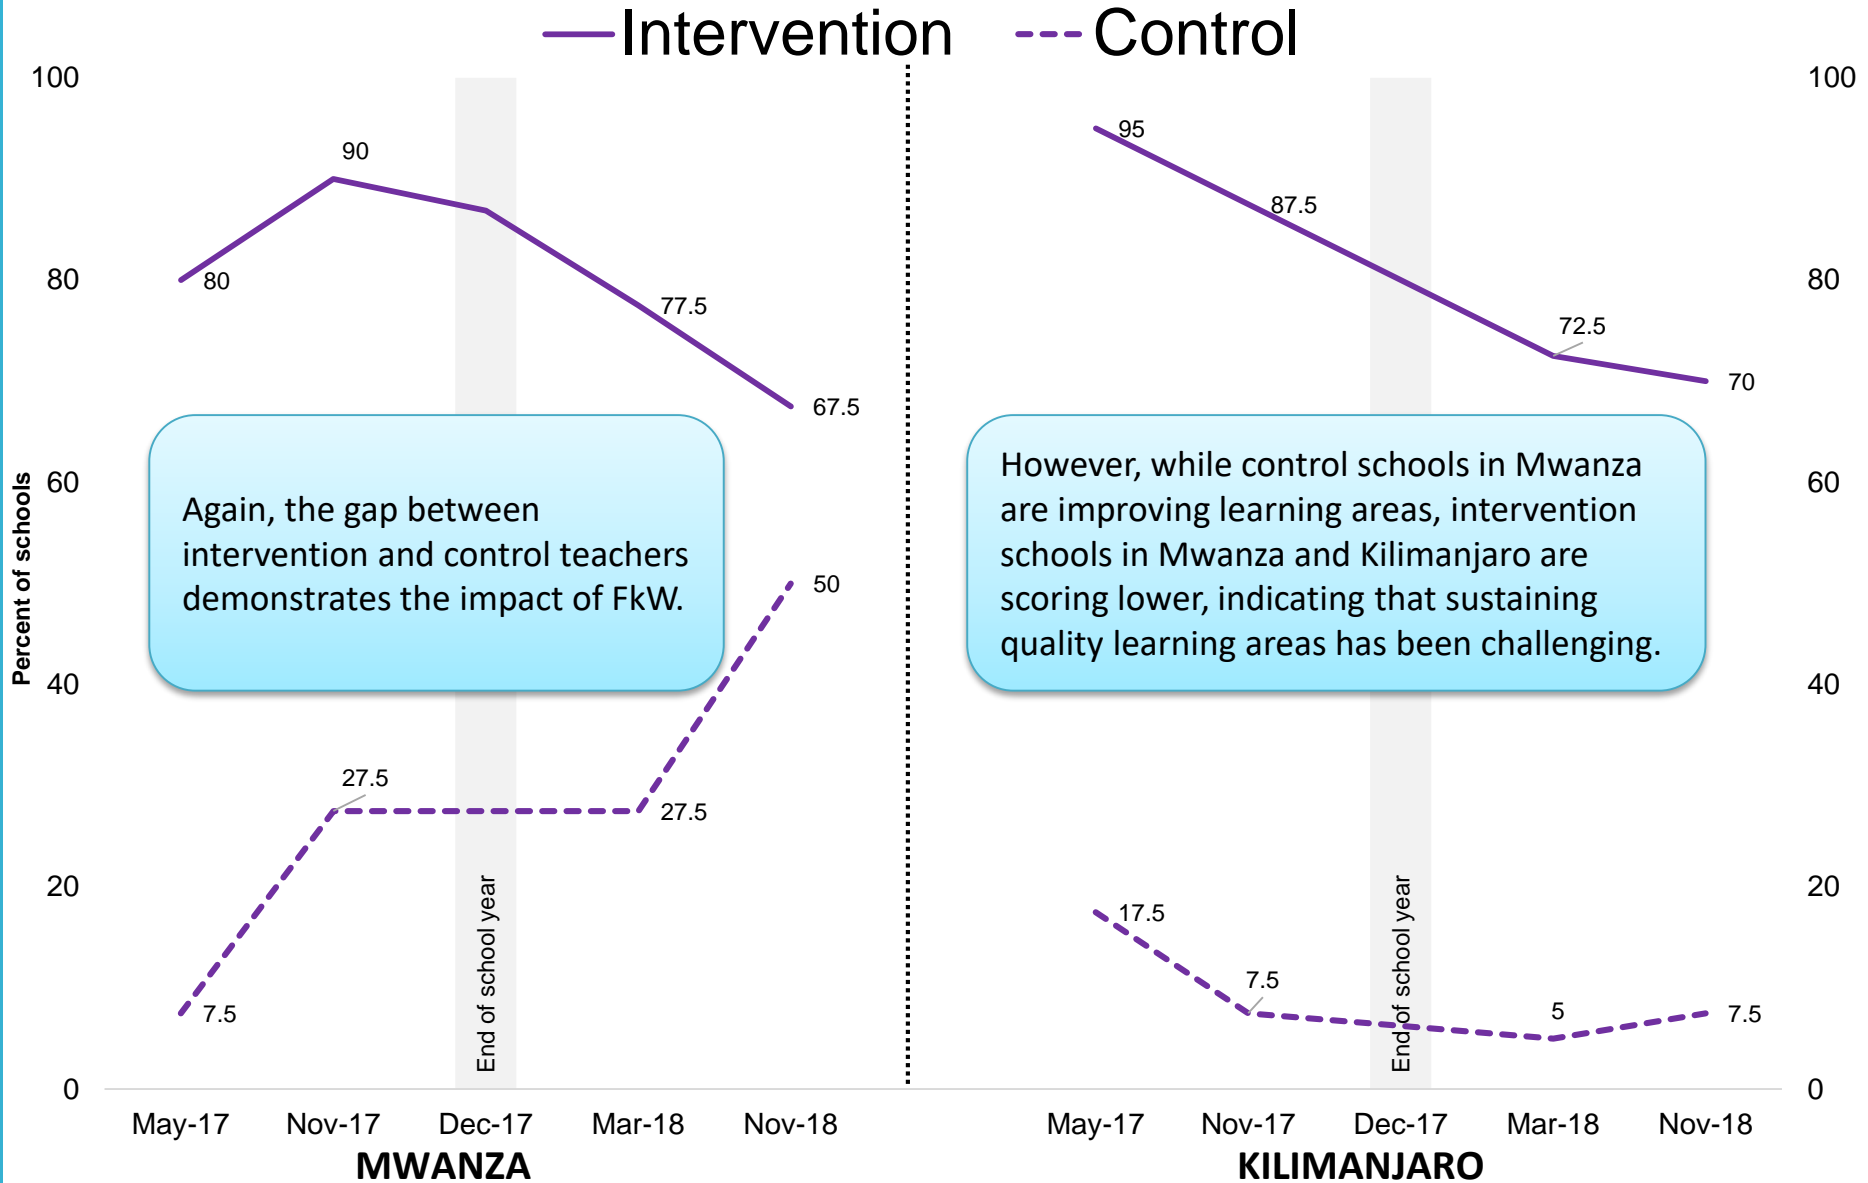 Intervention
Control
100
80
60
40
20
0
Percent of schools
80
90
77.5
67.5
Again, the gap between
intervention and control teachers
demonstrates the impact of FkW.
7.5
27.5
27.5
50
End of school year
May-17
Nov-17
Dec-17
Mar-18
Nov-18
MWANZA
95
87.5
72.5
70
However, while control schools in Mwanza
are improving learning areas, intervention
schools in Mwanza and Kilimanjaro are
scoring lower, indicating that sustaining
quality learning areas has been challenging.
17.5
7.5
5
7.5
End of school year
May-17
Nov-17
Dec-17
Mar-18
Nov-18
KILIMANJARO
100
80
60
40
20
0